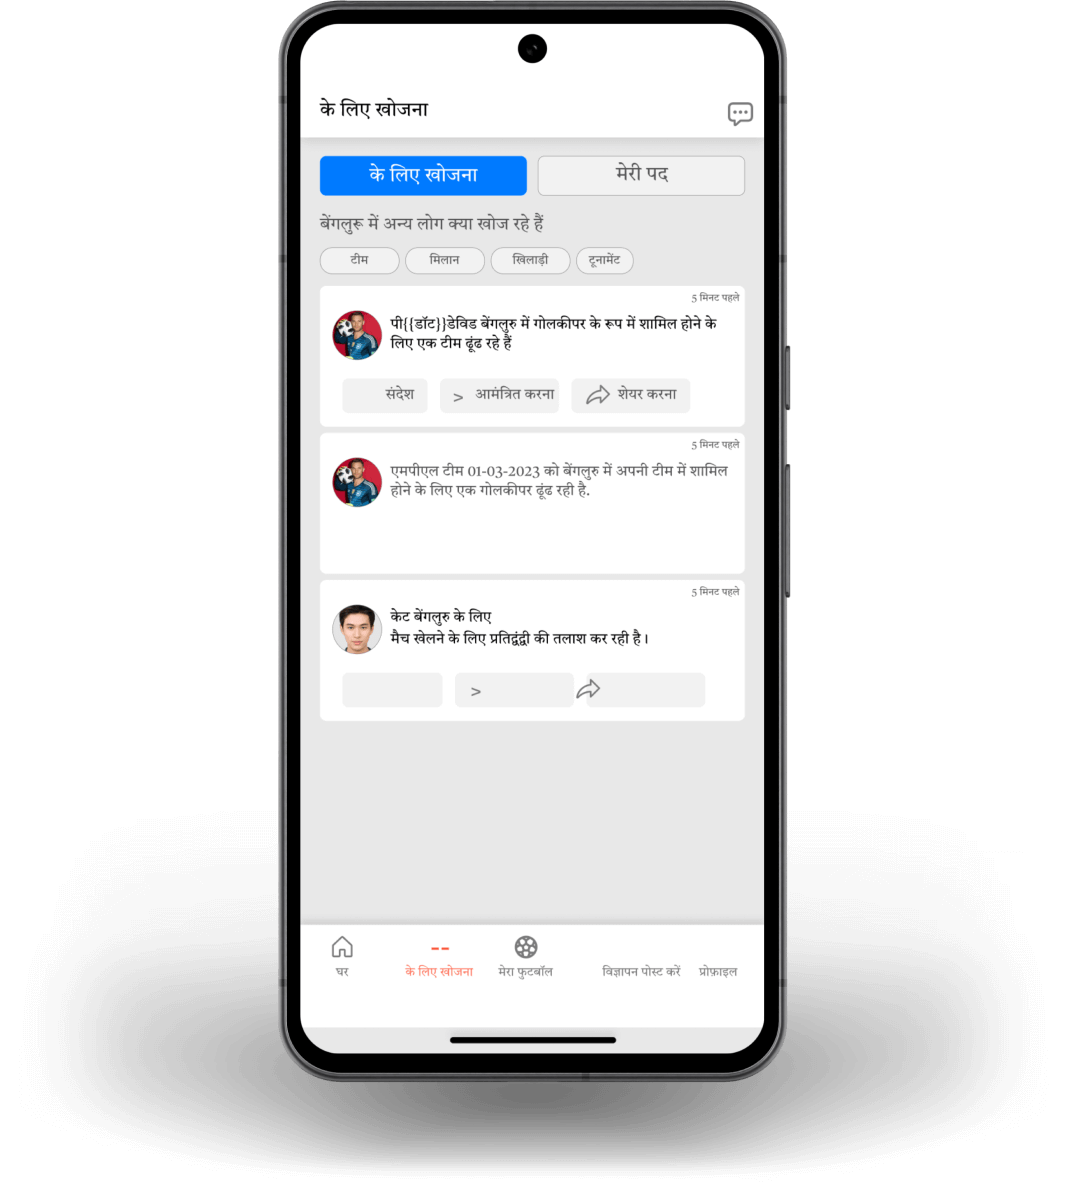 के लिए खोजना
के लिए खोजना
मेरी पद
बेंगलुरू में अन्य लोग क्या खोज रहे हैं
टीम
मिलान
खिलाड़ी
टूनामेंट
5 मिनट पहले
पी{{डॉट}}डेविड बेंगलुरु में गोलकीपर के रूप में शामिल होने के
लिए एक टीम ढूंढ रहे हैं
संदेश
> आमंत्रित करना
शेयर करना
5 मिनट पहले
एमपीएल टीम 01-03-2023 को बेंगलुरु में अपनी टीम में शामिल
होने के लिए एक गोलकीपर ढूंढ रही है.
5 मिनट पहले
केट बेंगलुरु के लिए
मैच खेलने के लिए प्रतिद्वंद्वी की तलाश कर रही है।
>
--
घर
के लिए खोजना
मेरा फुटबॉल
विज्ञापन पोस्ट करें
प्रोफ़ाइल